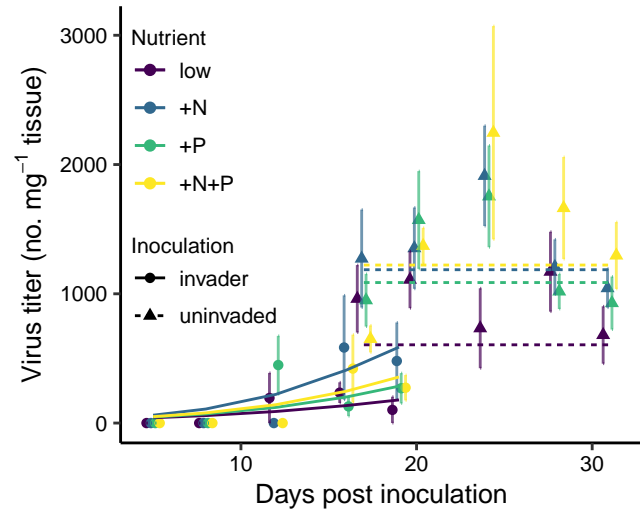 3000
2000
1000
0
Virus titer (no. mg⁻¹ tissue)
Nutrient
low
+N
+P
+N+P
Inoculation
invader
uninvaded
10
20
30
Days post inoculation